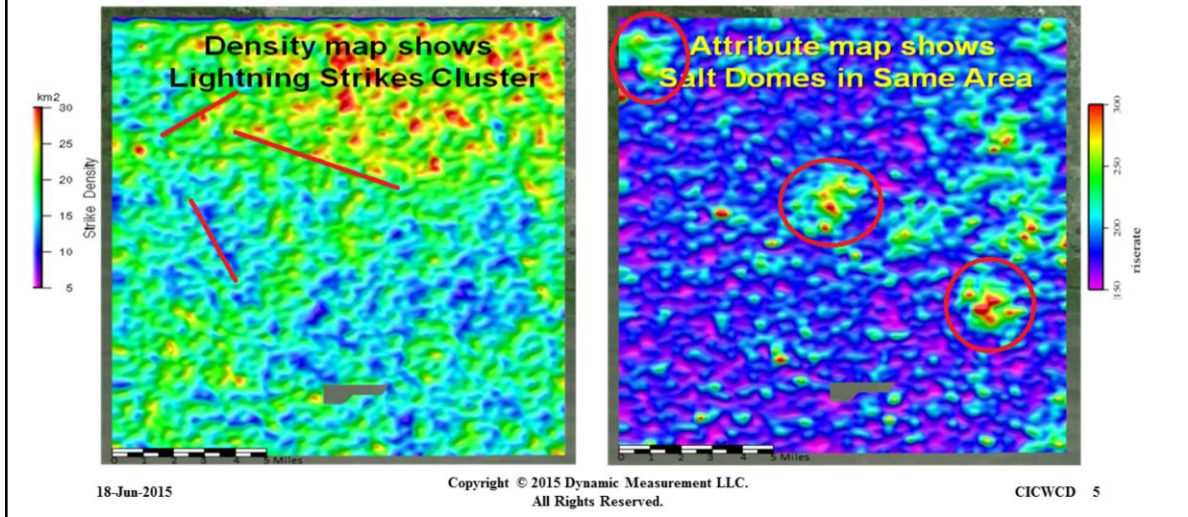 Density map shows
Lightning Strikes Cluster
km2
30
25
20
15
10
5
Strike Density
0 1 2 3 4 5 Miles
Attribute map shows
Salt Domes in Same Area
300
250
200
150
riserate
0 1 2 3 4 5 Miles
18-Jun-2015
Copyright © 2015 Dynamic Measurement LLC.
All Rights Reserved.
CICWCD 5